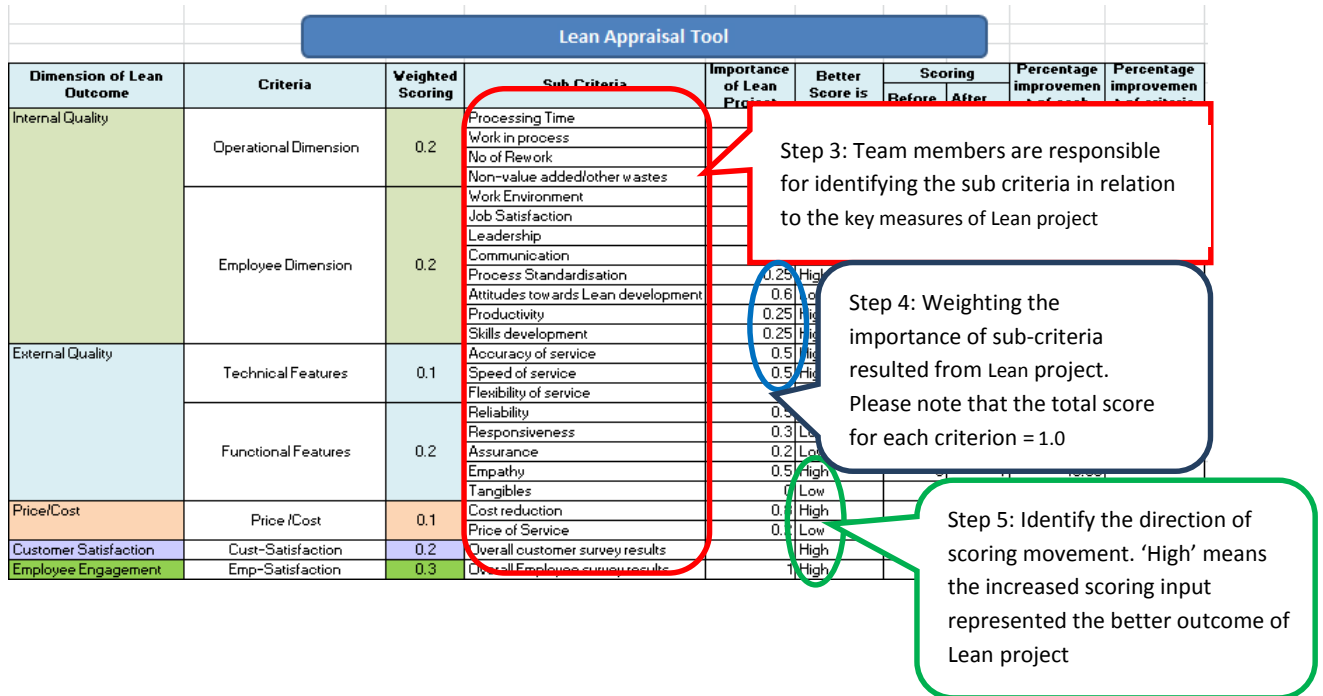 Lean Appraisal Tool
Dimension of Lean Outcome Criteria Weighted Scoring Sub Criteria Importance of Lean Project Better Score is Scoring Before After Percentage improvemen Percentage improvemen
Internal Quality
Operational Dimension 0.2
Processing Time
Work in process
No of Rework
Non-value added/other wastes
Employee Dimension 0.2
Work Environment
Job Satisfaction
Leadership
Communication
Process Standardisation 0.25 High
Attitudes towards Lean development 0.6
Productivity 0.25
Skills development 0.25
External Quality
Technical Features 0.1
Accuracy of service 0.5
Speed of service 0.5
Flexibility of service
Functional Features 0.2
Reliability
Responsiveness 0.3
Assurance 0.2
Empathy 0.5 High
Tangibles 0 Low
Price/Cost
Price /Cost 0.1
Cost reduction High
Price of Service Low
Customer Satisfaction Cust-Satisfaction 0.2 Overall customer survey results High
Employee Engagement Emp-Satisfaction 0.3 Overall Employee survey results 1 High
Step 3: Team members are responsible
for identifying the sub criteria in relation
to the key measures of Lean project
Step 4: Weighting the
importance of sub-criteria
resulted from Lean project.
Please note that the total score
for each criterion = 1.0
Step 5: Identify the direction of
scoring movement. ‘High’ means
the increased scoring input
represented the better outcome of
Lean project